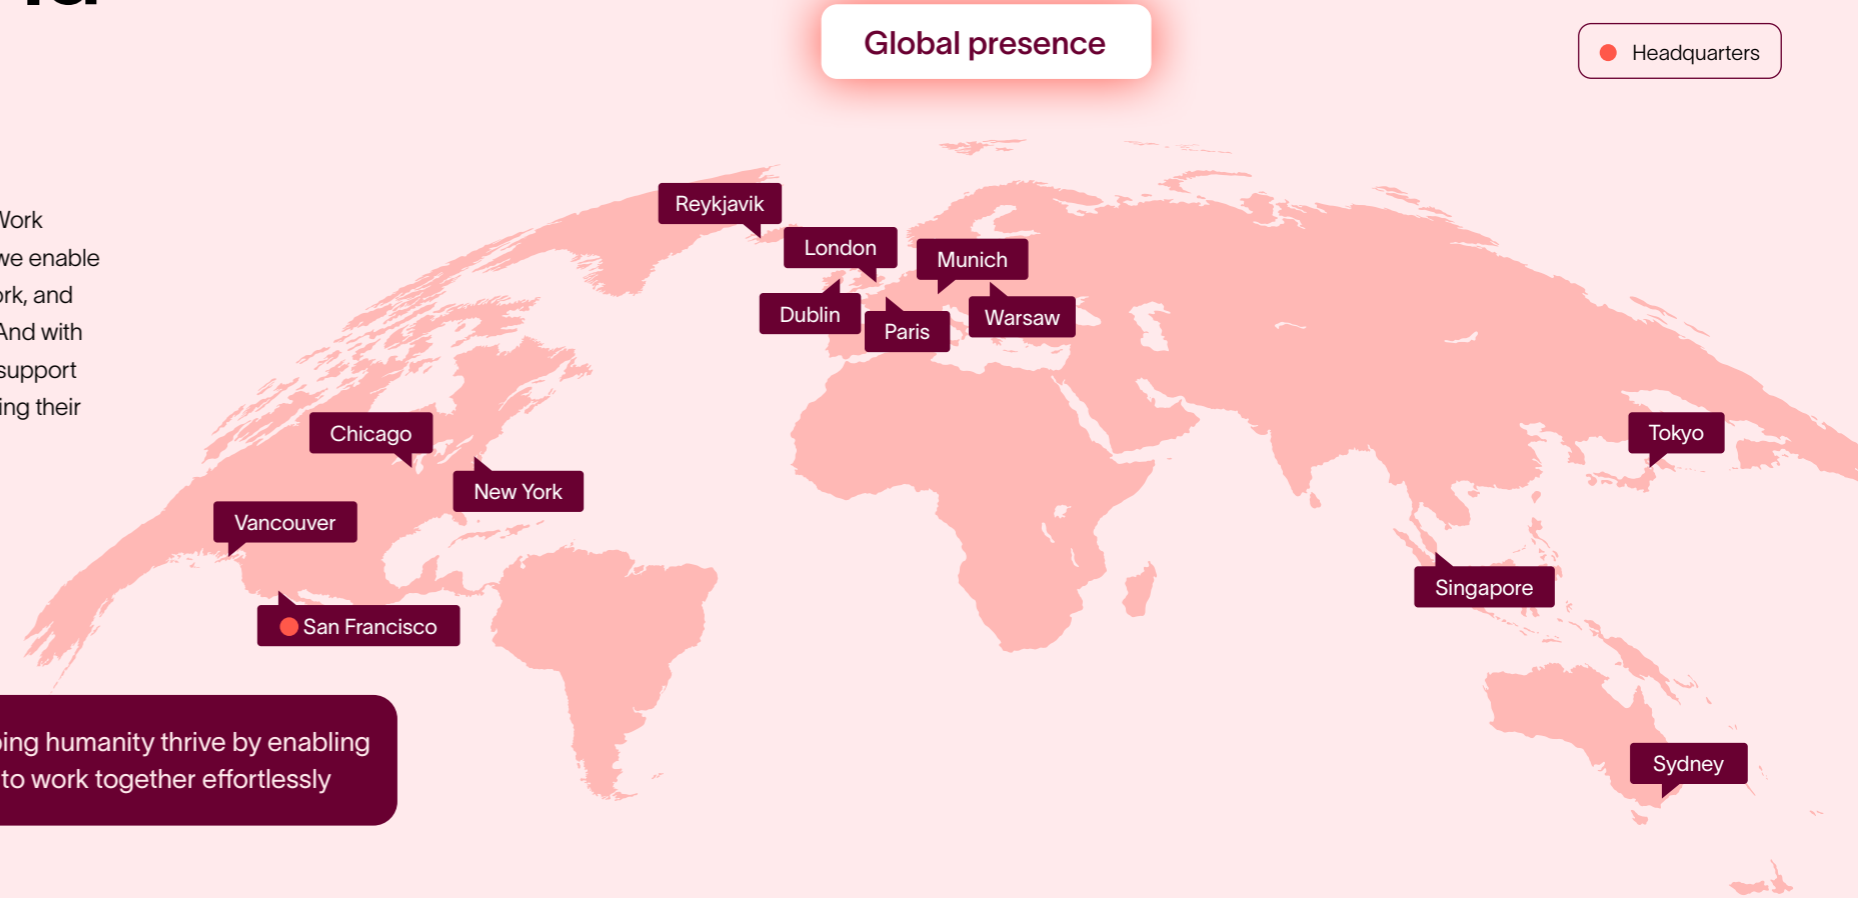 Global presence
Headquarters
Work
we enable
ork, and
And with
support
ing their
Reykjavik
London
Munich
Dublin
Paris
Warsaw
Chicago
New York
Vancouver
San Francisco
Tokyo
Singapore
Sydney
ping humanity thrive by enabling
to work together effortlessly